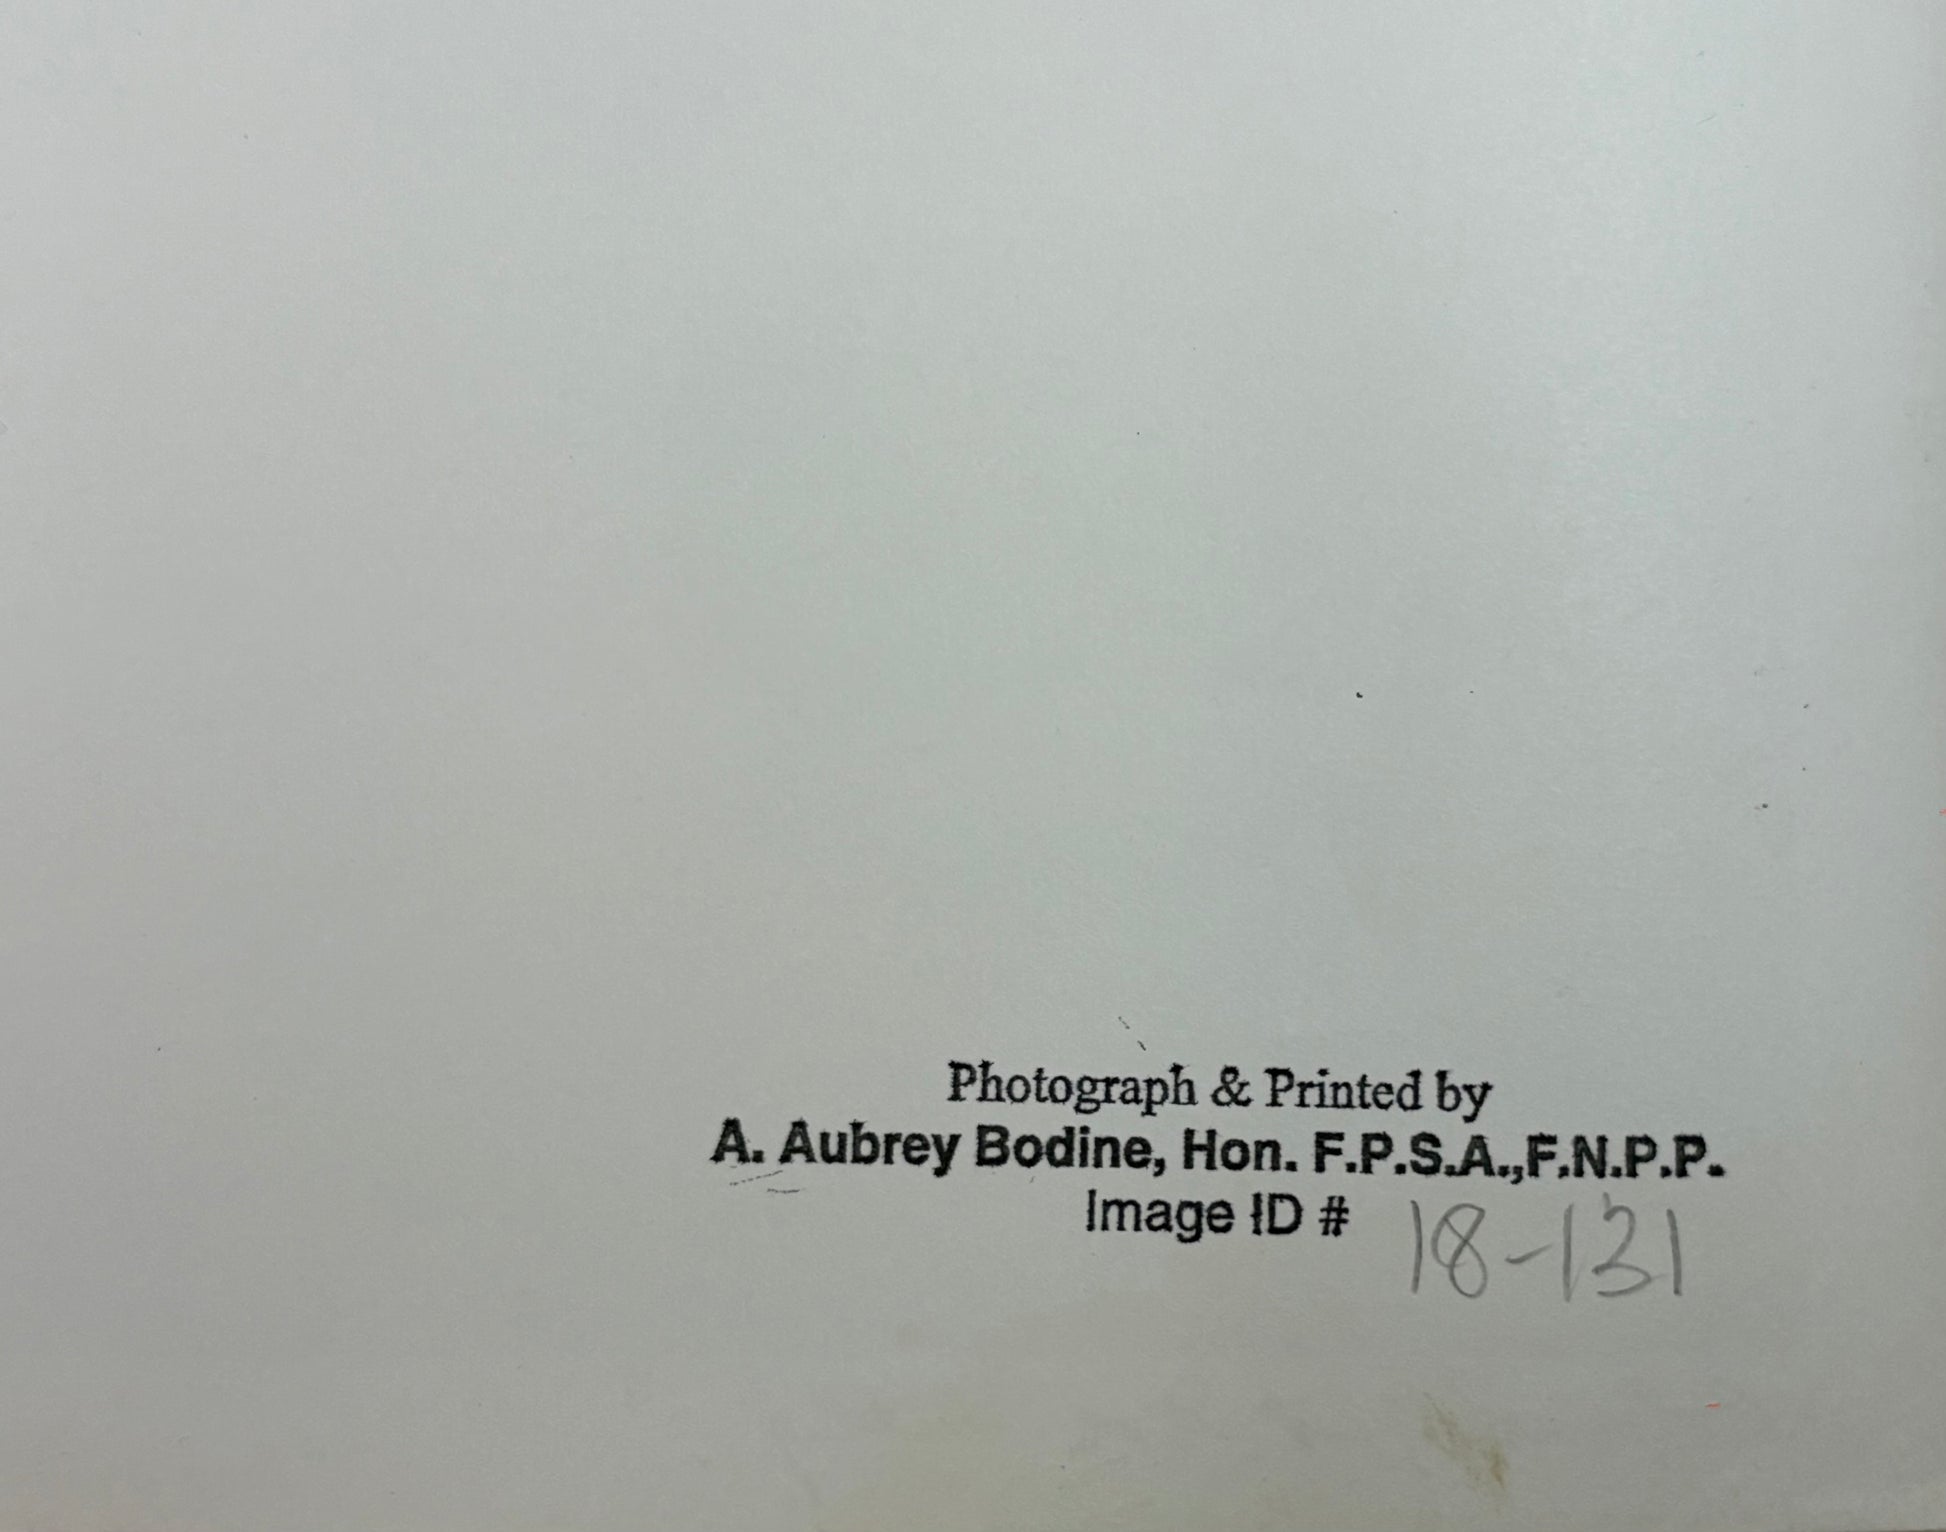 Photograph & Printed by
A. Aubrey Bodine, Hon. F.P.S.A.,F.N.P.P.
Image ID # 18-131